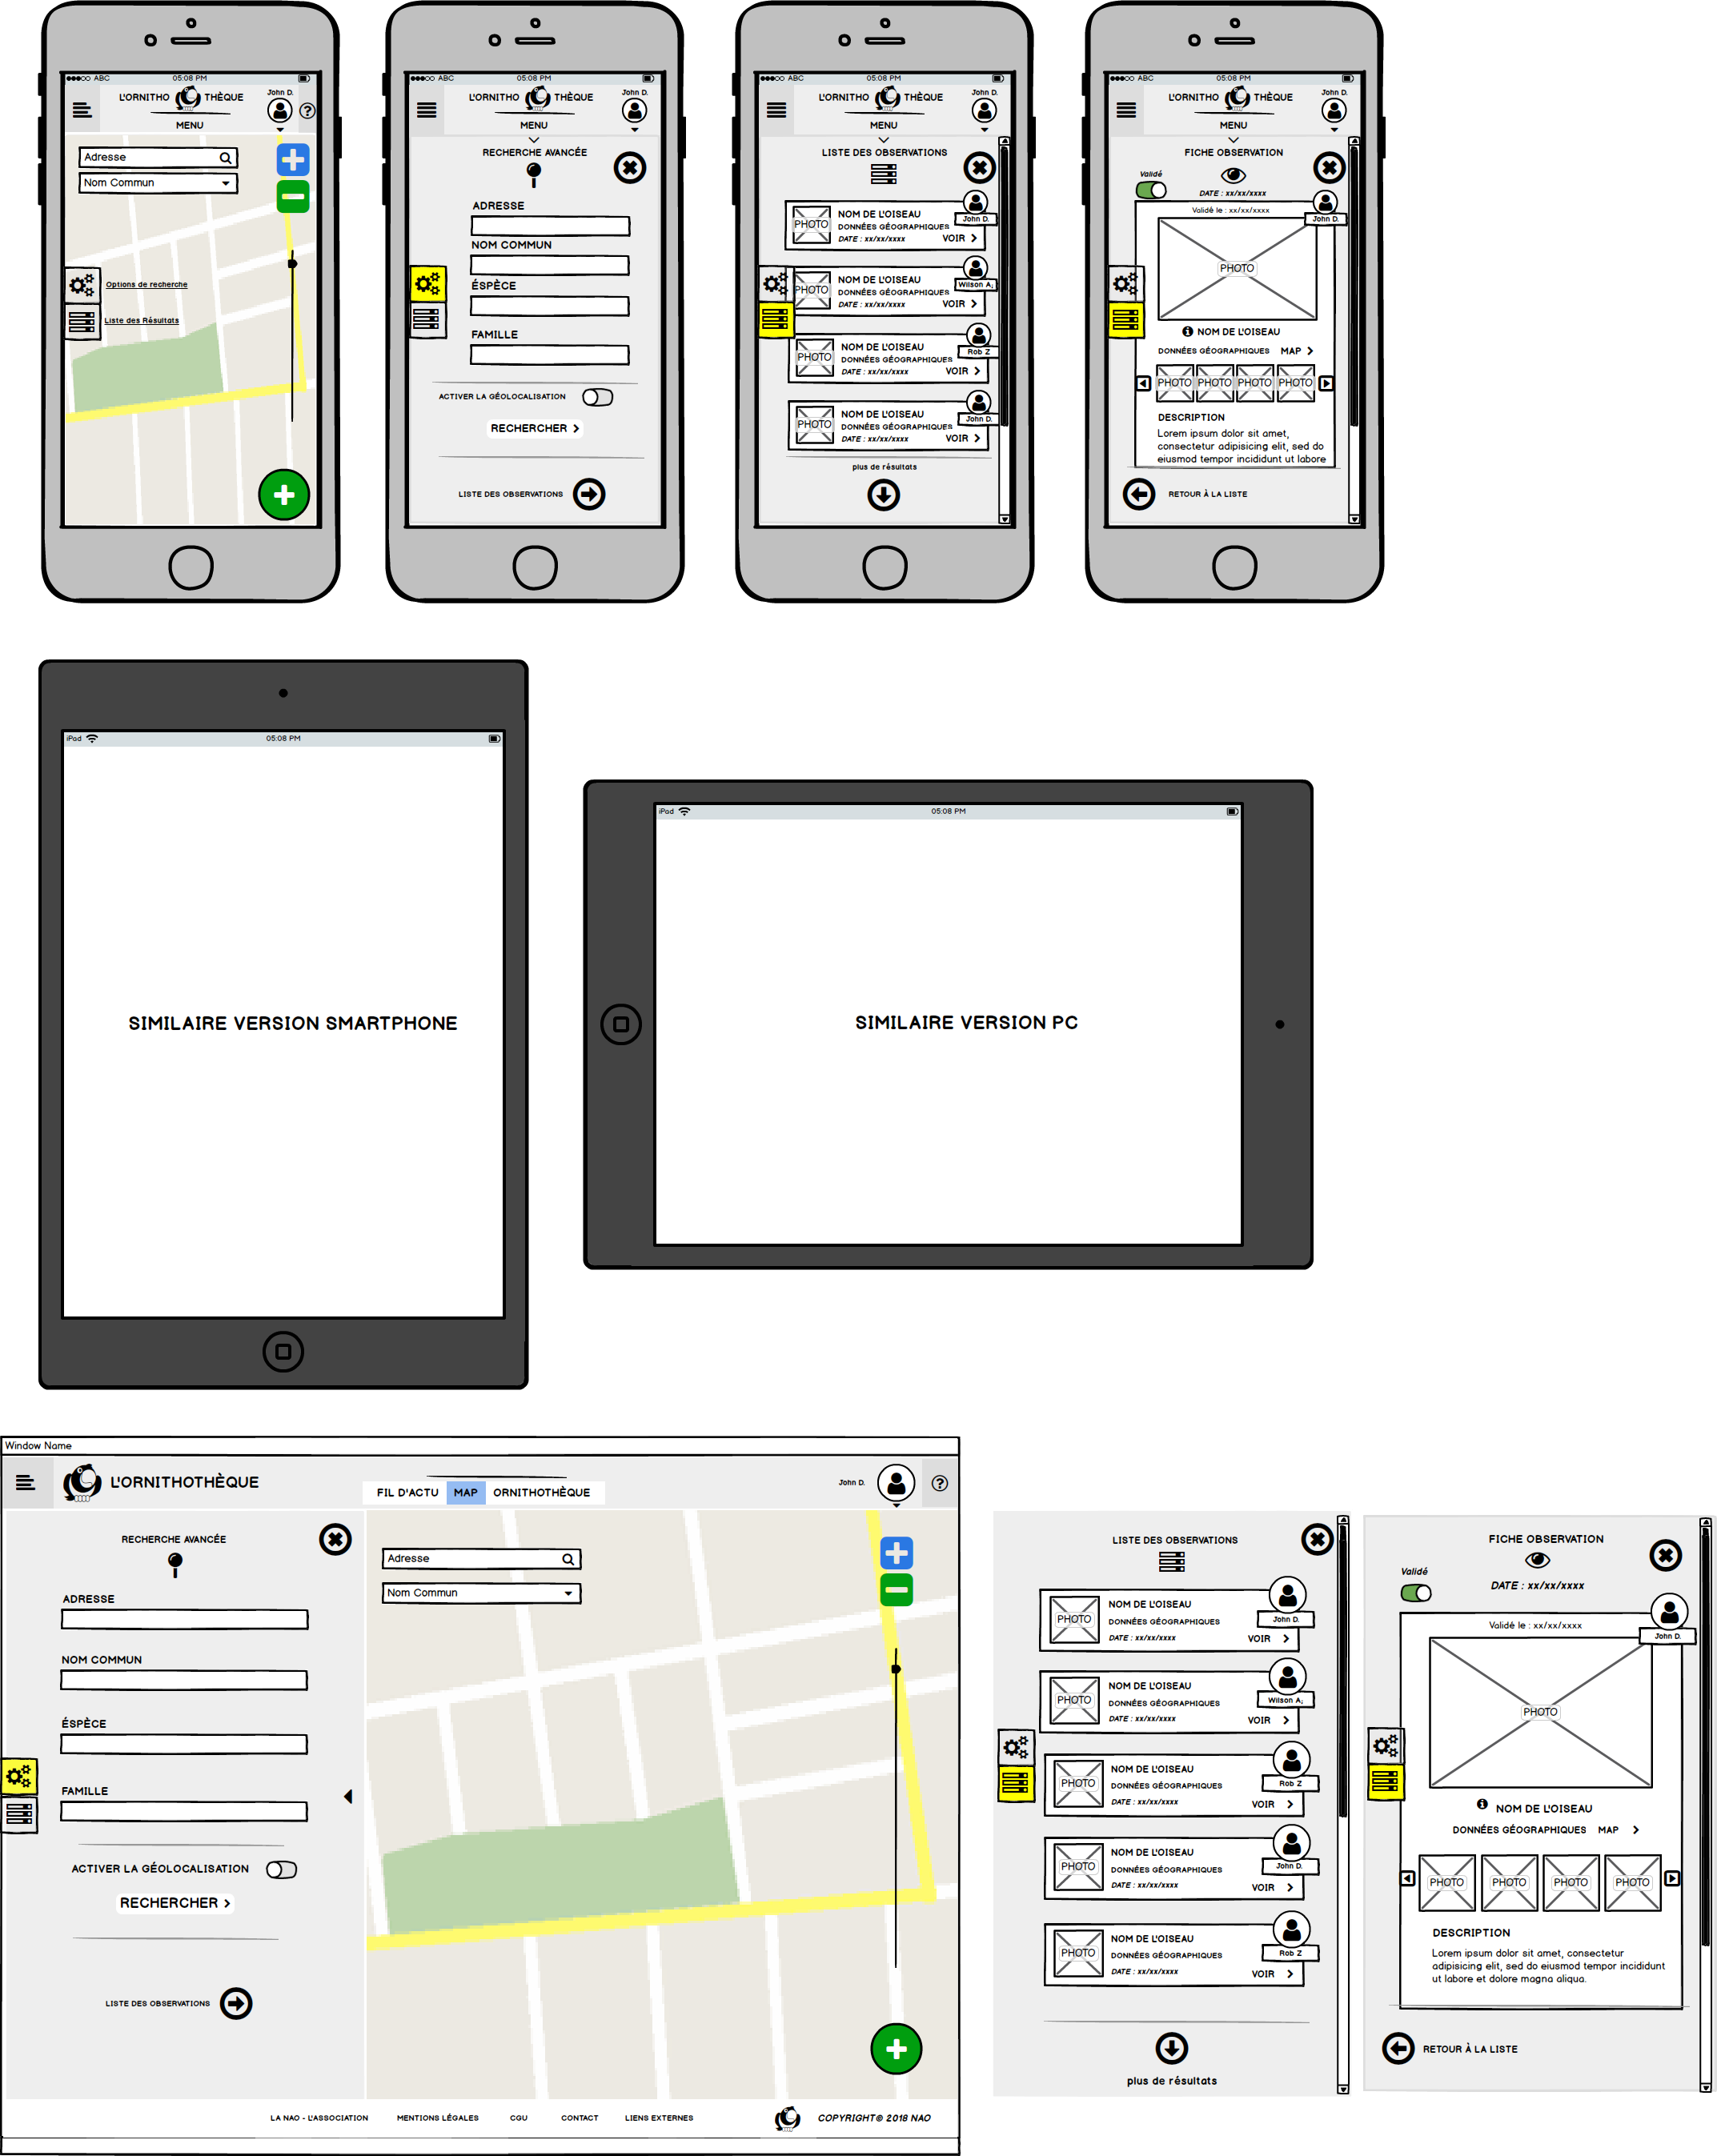 ABC 05:08 PM
John D.
L'ORNITHO THÈQUE
MENU
Adresse
Nom Commun
Options de recherche
Liste des Résultats
ABC 05:08 PM
John D.
L'ORNITHO THÈQUE
MENU
RECHERCHE AVANCÉE
ADRESSE
NOM COMMUN
ÉSPÈCE
FAMILLE
ACTIVER LA GÉOLOCALISATION
RECHERCHER
LISTE DES OBSERVATIONS
ABC 05:08 PM
John D.
L'ORNITHO THÈQUE
MENU
LISTE DES OBSERVATIONS
PHOTO
NOM DE L'OISEAU
John D.
DONNÉES GÉOGRAPHIQUES
DATE : xx/xx/xxxx
VOIR
PHOTO
NOM DE L'OISEAU
Wilson A;
DONNÉES GÉOGRAPHIQUES
DATE : xx/xx/xxxx
VOIR
PHOTO
NOM DE L'OISEAU
Rob Z
DONNÉES GÉOGRAPHIQUES
DATE : xx/xx/xxxx
VOIR
PHOTO
NOM DE L'OISEAU
John D.
DONNÉES GÉOGRAPHIQUES
DATE : xx/xx/xxxx
VOIR
plus de résultats
ABC 05:08 PM
John D.
L'ORNITHO THÈQUE
MENU
FICHE OBSERVATION
Validé
DATE : xx/xx/xxxx
Validé le : xx/xx/xxxx
John D.
PHOTO
NOM DE L'OISEAU
DONNÉES GÉOGRAPHIQUES MAP
PHOTO PHOTO PHOTO PHOTO
DESCRIPTION
Lorem ipsum dolor sit amet,
consectetur adipisicing elit, sed do
eiusmod tempor incididunt ut labore
RETOUR À LA LISTE
iPad 05:08 PM
SIMILAIRE VERSION SMARTPHONE
iPad 05:08 PM
SIMILAIRE VERSION PC
Window Name
L'ORNITHOTHÈQUE
FIL D'ACTU MAP ORNITHOTHÈQUE
John D.
RECHERCHE AVANCÉE
ADRESSE
NOM COMMUN
ÉSPÈCE
FAMILLE
ACTIVER LA GÉOLOCALISATION
RECHERCHER
LISTE DES OBSERVATIONS
Adresse
Nom Commun
LA NAO - L'ASSOCIATION MENTIONS LÉGALES CGU CONTACT LIENS EXTERNES COPYRIGHT© 2018 NAO
LISTE DES OBSERVATIONS
PHOTO
NOM DE L'OISEAU
John D.
DONNÉES GÉOGRAPHIQUES
DATE : xx/xx/xxxx
VOIR
PHOTO
NOM DE L'OISEAU
Wilson A;
DONNÉES GÉOGRAPHIQUES
DATE : xx/xx/xxxx
VOIR
PHOTO
NOM DE L'OISEAU
Rob Z
DONNÉES GÉOGRAPHIQUES
DATE : xx/xx/xxxx
VOIR
PHOTO
NOM DE L'OISEAU
John D.
DONNÉES GÉOGRAPHIQUES
DATE : xx/xx/xxxx
VOIR
PHOTO
NOM DE L'OISEAU
Rob Z
DONNÉES GÉOGRAPHIQUES
DATE : xx/xx/xxxx
VOIR
plus de résultats
FICHE OBSERVATION
Validé
DATE : xx/xx/xxxx
Validé le : xx/xx/xxxx
John D.
PHOTO
NOM DE L'OISEAU
DONNÉES GÉOGRAPHIQUES MAP
PHOTO PHOTO PHOTO PHOTO
DESCRIPTION
Lorem ipsum dolor sit amet, consectetur
adipisicing elit, sed do eiusmod tempor incididunt
ut labore et dolore magna aliqua.
RETOUR À LA LISTE